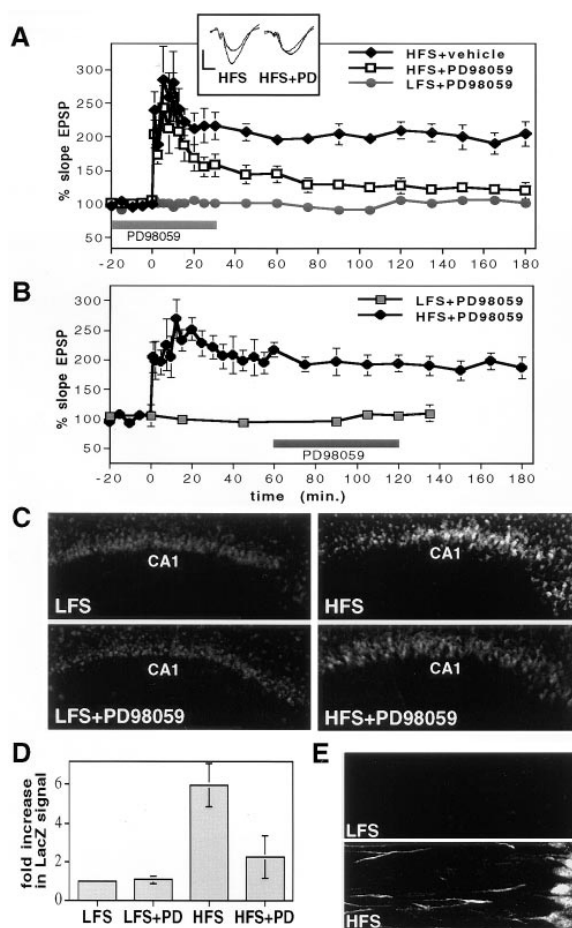 A
HFS
HFS+PD
HFS+vehicle
HFS+PD98059
LFS+PD98059
% slope EPSP
300
250
200
150
100
50
PD98059
-20 0 20 40 60 80 100 120 140 160 180
B
LFS+PD98059
HFS+PD98059
% slope EPSP
300
250
200
150
100
50
PD98059
-20 0 20 40 60 80 100 120 140 160 180
time (min.)
C
CA1
LFS
CA1
HFS
CA1
LFS+PD98059
CA1
HFS+PD98059
D
fold increase
in LacZ signal
6
4
2
0
LFS LFS+PD HFS HFS+PD
E
LFS
HFS